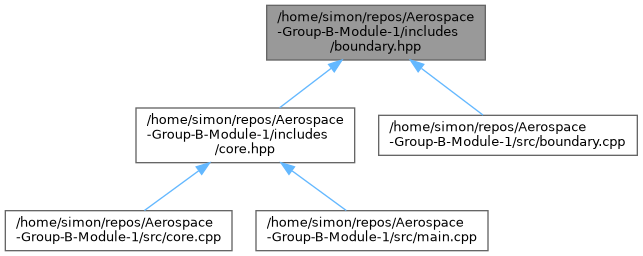 /home/simon/repos/Aerospace
-Group-B-Module-1/includes
/boundary.hpp
/home/simon/repos/Aerospace
-Group-B-Module-1/includes
/core.hpp
/home/simon/repos/Aerospace
-Group-B-Module-1/src/boundary.cpp
/home/simon/repos/Aerospace
-Group-B-Module-1/src/core.cpp
/home/simon/repos/Aerospace
-Group-B-Module-1/src/main.cpp